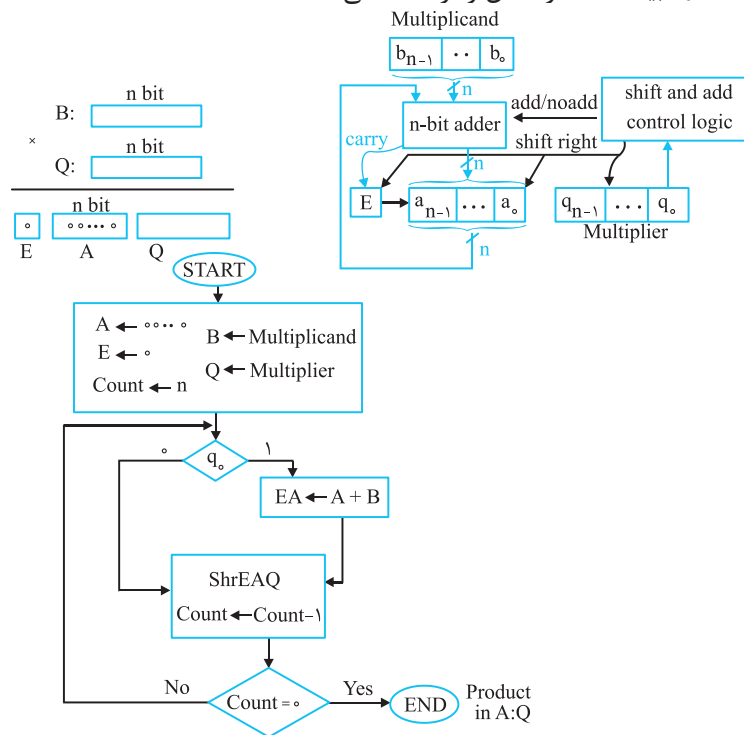 Multiplicand
b n-۱ ·· b ۰
n
n-bit adder
add/noadd
shift and add
control logic
carry
shift right
n
E
a n-۱ ··· a ۰
q n-۱ ··· q ۰
Multiplier
n
n bit
B:
×
n bit
Q:
n bit
۰
۰۰···· ۰
E
A
Q
START
A ← ۰۰·· ۰
B ← Multiplicand
E ← ۰
Q ← Multiplier
Count ← n
q ۰
۰
۱
EA ← A + B
ShrEAQ
Count ← Count-۱
No
Count = ۰
Yes
END
Product
in A:Q